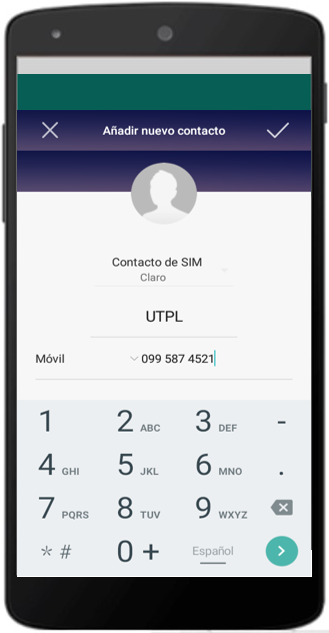 Añadir nuevo contacto
Contacto de SIM
Claro
UTPL
Móvil 099 587 4521
1 2 ABC 3 DEF -
4 GHI 5 JKL 6 MNO .
7 PQRS 8 TUV 9 WXYZ
* # 0 + Español